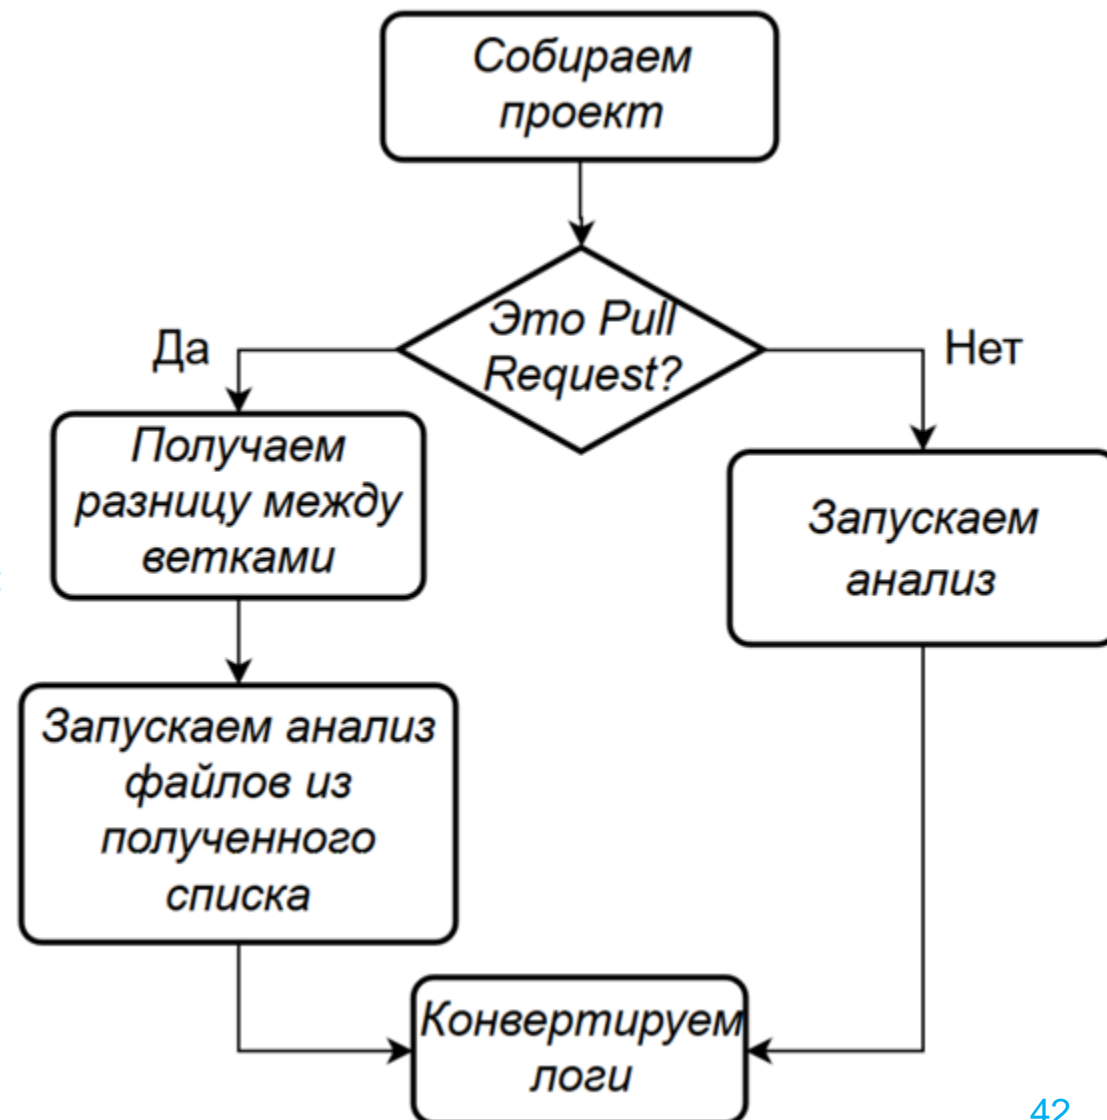 Собираем
проект
Это Pull
Request?
Да
Нет
Получаем
разницу между
ветками
Запускаем
анализ
Запускаем анализ
файлов из
полученного
списка
Конвертируем
логи
42